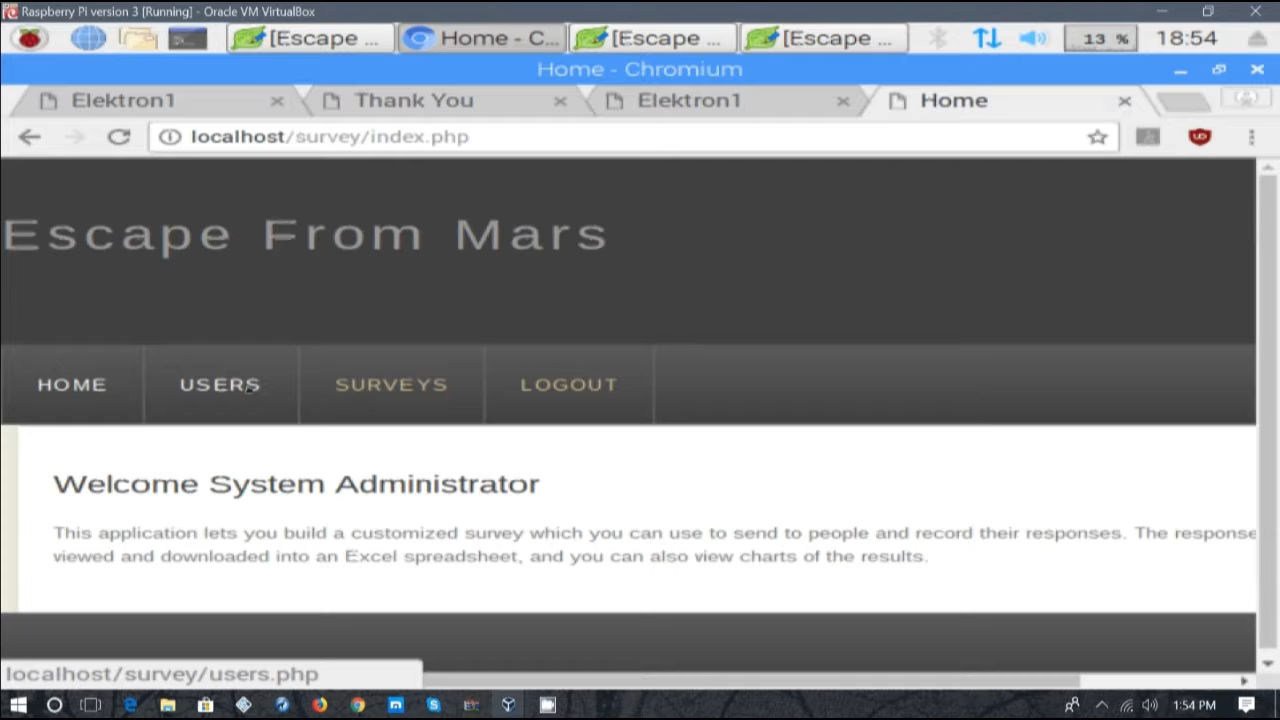 Raspberry Pi version 3 [Running] - Oracle VM VirtualBox
[Escape ... Home - C... [Escape ... [Escape ... 13 % 18:54
Home - Chromium
Elektron1 Thank You Elektron1 Home
localhost/survey/index.php
Escape From Mars
HOME USERS SURVEYS LOGOUT
Welcome System Administrator
This application lets you build a customized survey which you can use to send to people and record their responses. The response
viewed and downloaded into an Excel spreadsheet, and you can also view charts of the results.
localhost/survey/users.php
1:54 PM